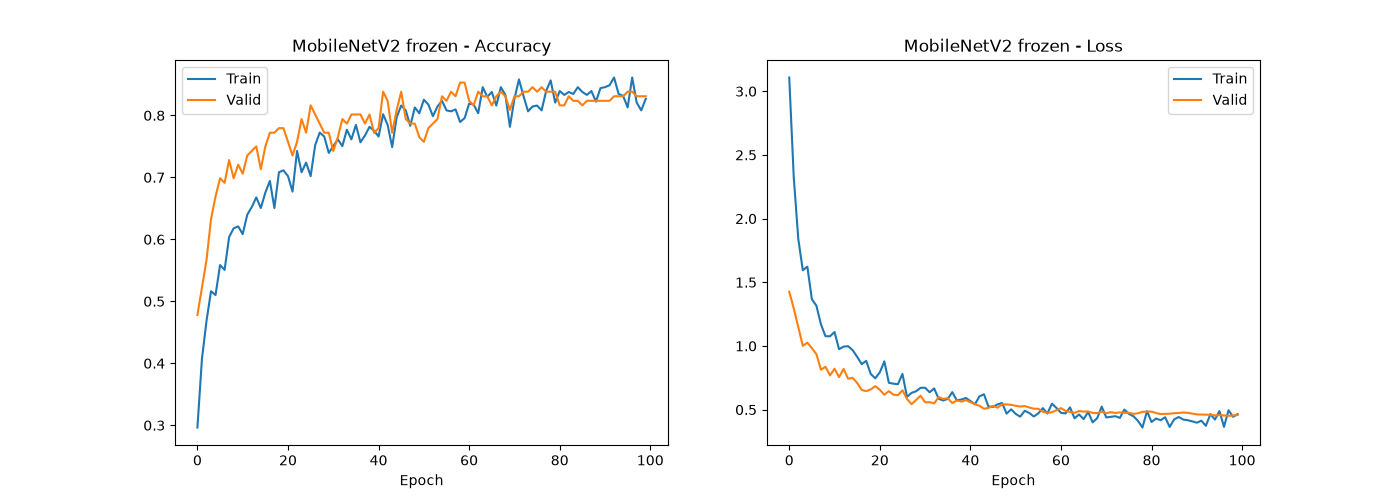 MobileNetV2 frozen - Accuracy
Train
Valid
0.8
0.7
0.6
0.5
0.4
0.3
0 20 40 60 80 100
Epoch
MobileNetV2 frozen - Loss
Train
Valid
3.0
2.5
2.0
1.5
1.0
0.5
0 20 40 60 80 100
Epoch